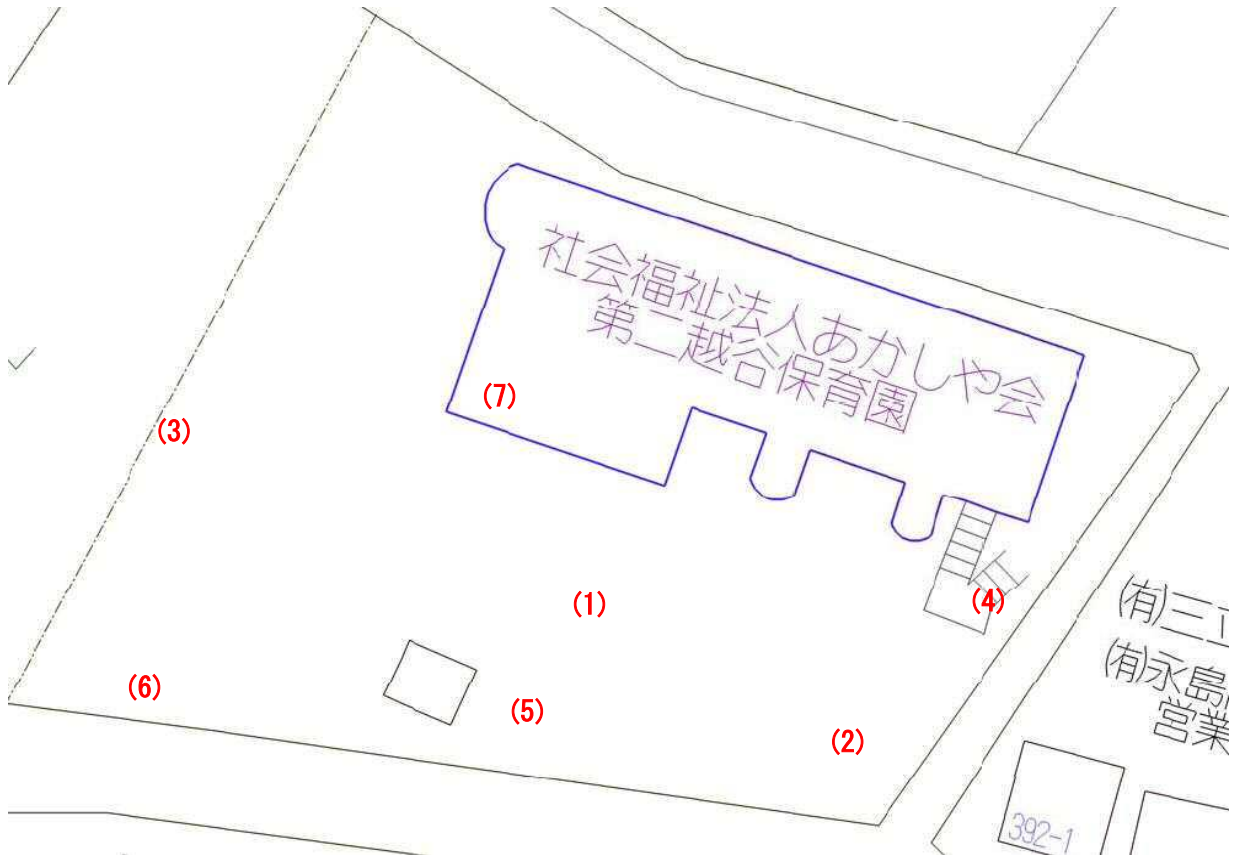 社会福祉法人あかしや会
第二越谷保育園
(7)
(3)
(1)
(4)
(有)三
(有)永島
営業
(6)
(5)
(2)
392-1